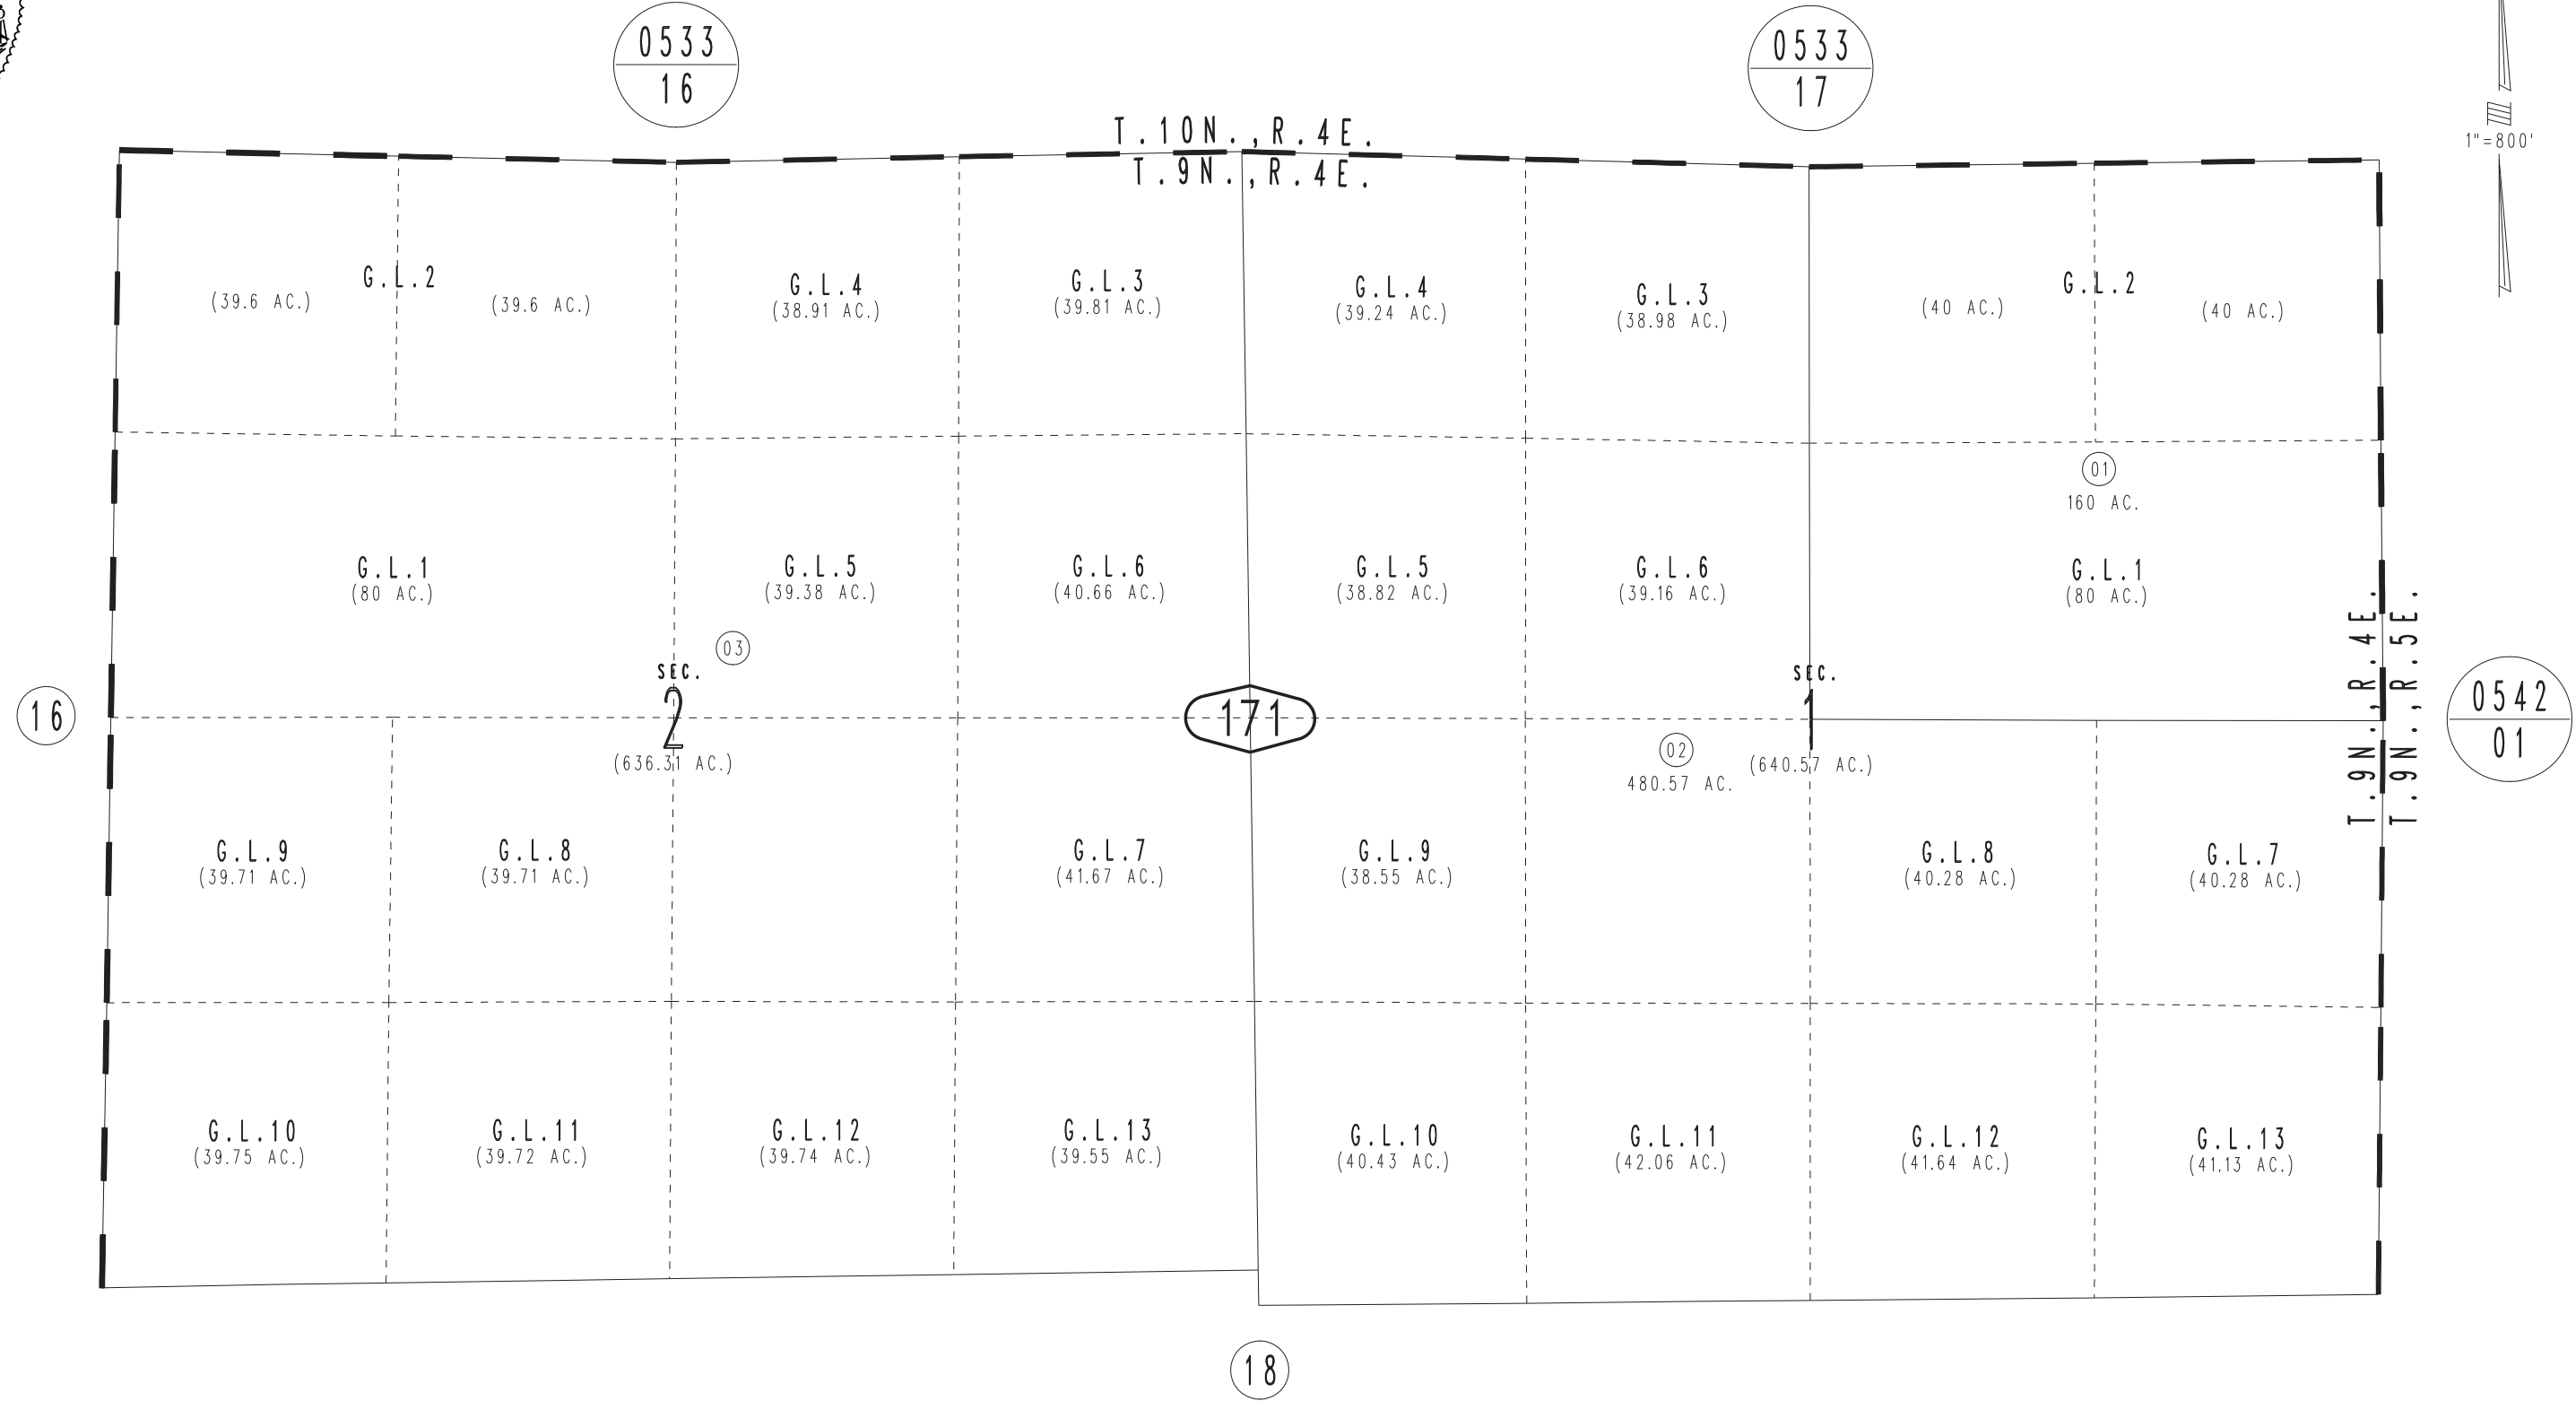 0533
16
0533
17
T.10N.,R.4E.
T.9N.,R.4E.
1"=800'
G.L.2
(39.6 AC.)
(39.6 AC.)
G.L.4
(38.91 AC.)
G.L.3
(39.81 AC.)
G.L.4
(39.24 AC.)
G.L.3
(38.98 AC.)
G.L.2
(40 AC.)
(40 AC.)
01
160 AC.
G.L.1
(80 AC.)
G.L.5
(39.38 AC.)
G.L.6
(40.66 AC.)
G.L.5
(38.82 AC.)
G.L.6
(39.16 AC.)
G.L.1
(80 AC.)
03
SEC.
2
(636.31 AC.)
171
SEC.
1
(640.57 AC.)
02
480.57 AC.
16
T.9N.,R.4E.
T.9N.,R.5E.
0542
01
G.L.9
(39.71 AC.)
G.L.8
(39.71 AC.)
G.L.7
(41.67 AC.)
G.L.9
(38.55 AC.)
G.L.8
(40.28 AC.)
G.L.7
(40.28 AC.)
G.L.10
(39.75 AC.)
G.L.11
(39.72 AC.)
G.L.12
(39.74 AC.)
G.L.13
(39.55 AC.)
G.L.10
(40.43 AC.)
G.L.11
(42.06 AC.)
G.L.12
(41.64 AC.)
G.L.13
(41.13 AC.)
18